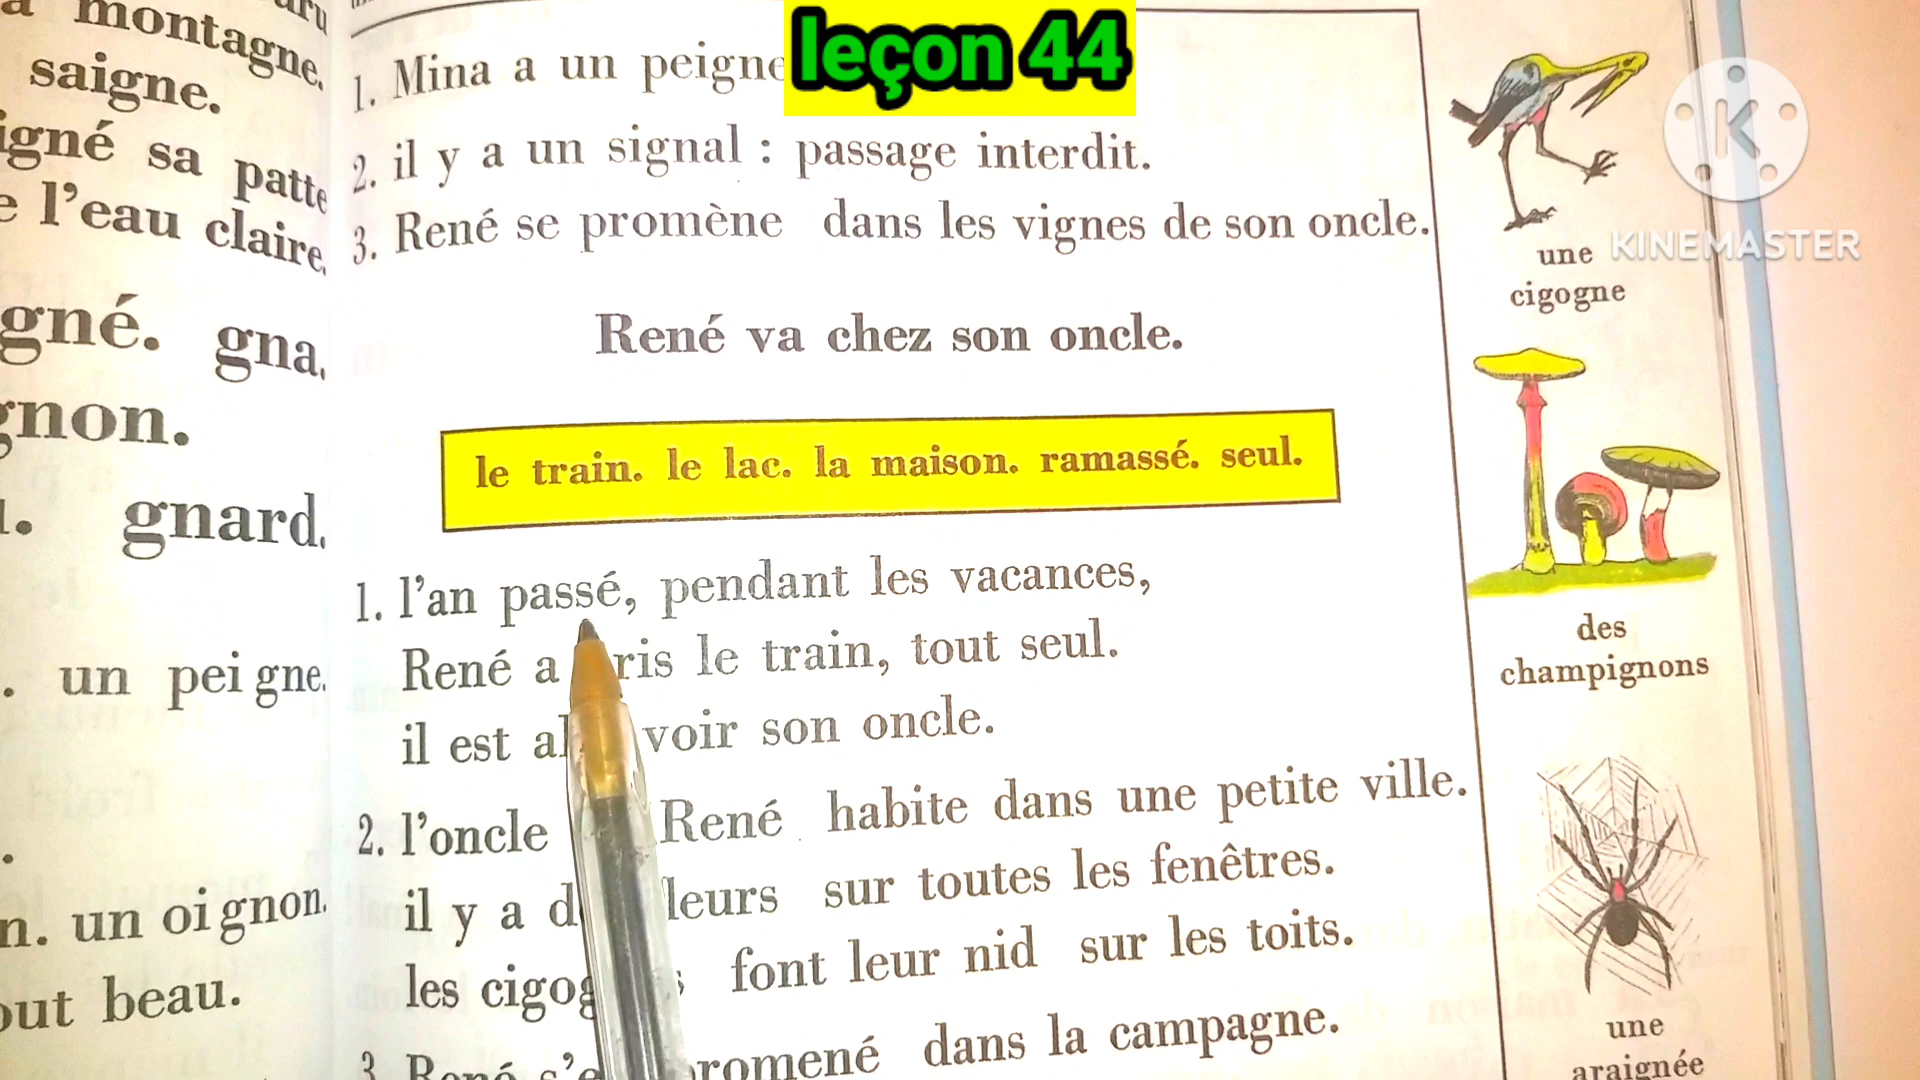 montagne.
saigne.
igné sa patte
e l'eau claire.
gné. gna.
gnon.
gnard.
. un peigne.
n. un oignon.
out beau.
leçon 44
1. Mina a un peigne
2. il y a un signal : passage interdit.
3. René se promène dans les vignes de son oncle.
René va chez son oncle.
le train. le lac. la maison. ramassé. seul.
1. l'an passé, pendant les vacances,
René a ris le train, tout seul.
il est al voir son oncle.
2. l'oncle René habite dans une petite ville.
il y a d leurs sur toutes les fenêtres.
les cigog s font leur nid sur les toits.
3 René s'e romené dans la campagne.
une
cigogne
des
champignons
une
araignée
K
KINEMASTER